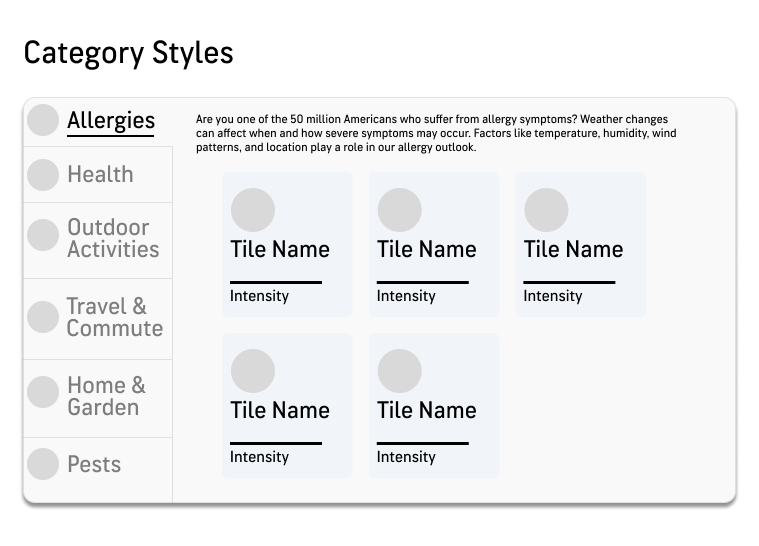 Category Styles
Allergies
Health
Outdoor
Activities
Travel &
Commute
Home &
Garden
Pests
Are you one of the 50 million Americans who suffer from allergy symptoms? Weather changes
can affect when and how severe symptoms may occur. Factors like temperature, humidity, wind
patterns, and location play a role in our allergy outlook.
Tile Name
Intensity
Tile Name
Intensity
Tile Name
Intensity
Tile Name
Intensity
Tile Name
Intensity